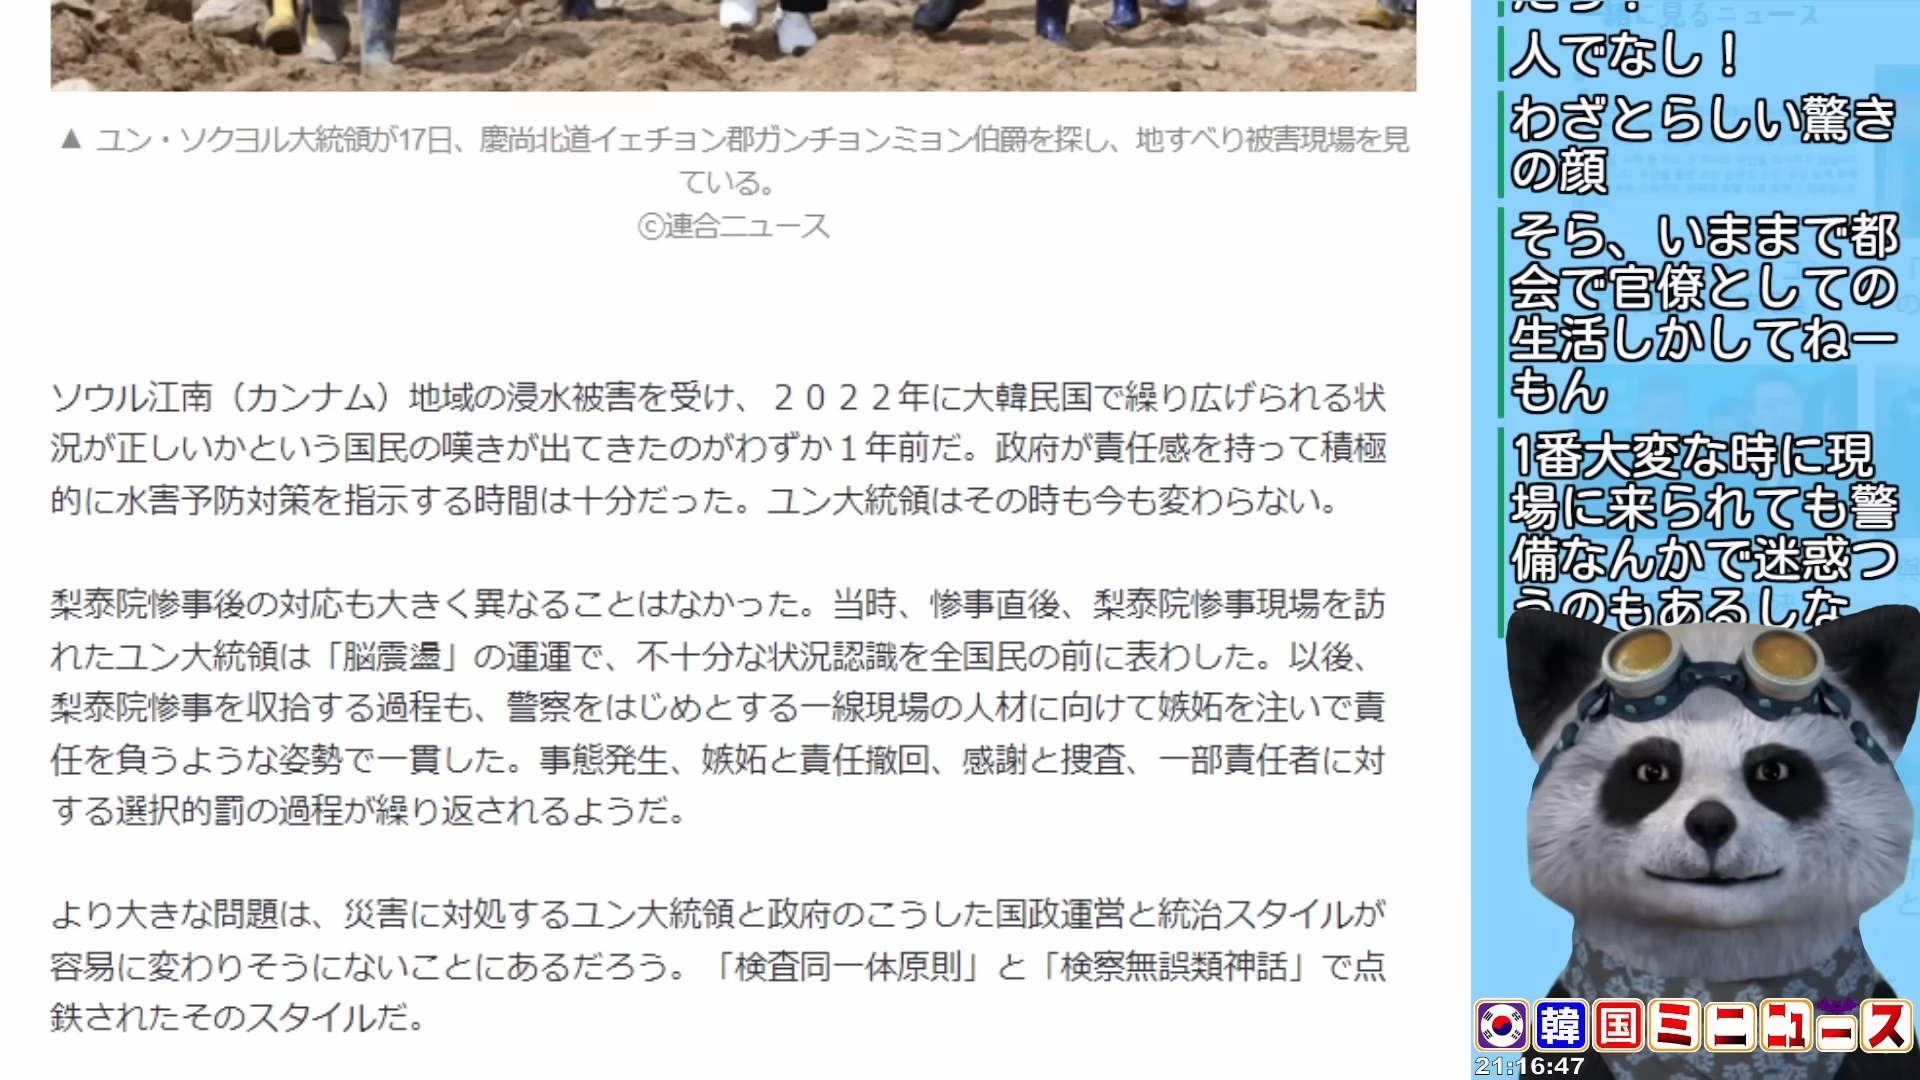 ▲ ユン・ソクヨル大統領が17日、慶尚北道イェチョン郡ガンチョンミョン伯爵を探し、地すべり被害現場を見
ている。
ⓒ連合ニュース
ソウル江南（カンナム）地域の浸水被害を受け、２０２２年に大韓民国で繰り広げられる状
況が正しいかという国民の嘆きが出てきたのがわずか１年前だ。政府が責任感を持って積極
的に水害予防対策を指示する時間は十分だった。ユン大統領はその時も今も変わらない。
梨泰院惨事後の対応も大きく異なることはなかった。当時、惨事直後、梨泰院惨事現場を訪
れたユン大統領は「脳震盪」の運運で、不十分な状況認識を全国民の前に表わした。以後、
梨泰院惨事を収拾する過程も、警察をはじめとする一線現場の人材に向けて嫉妬を注いで責
任を負うような姿勢で一貫した。事態発生、嫉妬と責任撤回、感謝と捜査、一部責任者に対
する選択的罰の過程が繰り返されるようだ。
より大きな問題は、災害に対処するユン大統領と政府のこうした国政運営と統治スタイルが
容易に変わりそうにないことにあるだろう。「検査同一体原則」と「検察無誤類神話」で点
鉄されたそのスタイルだ。
一緒に見るニュース
人でなし！
わざとらしい驚き
の顔
そら、いままで都
会で官僚としての
生活しかしてねー
もん
1番大変な時に現
場に来られても警
備なんかで迷惑つ
うのもあるしな
韓国ミニニュース
21:16:47